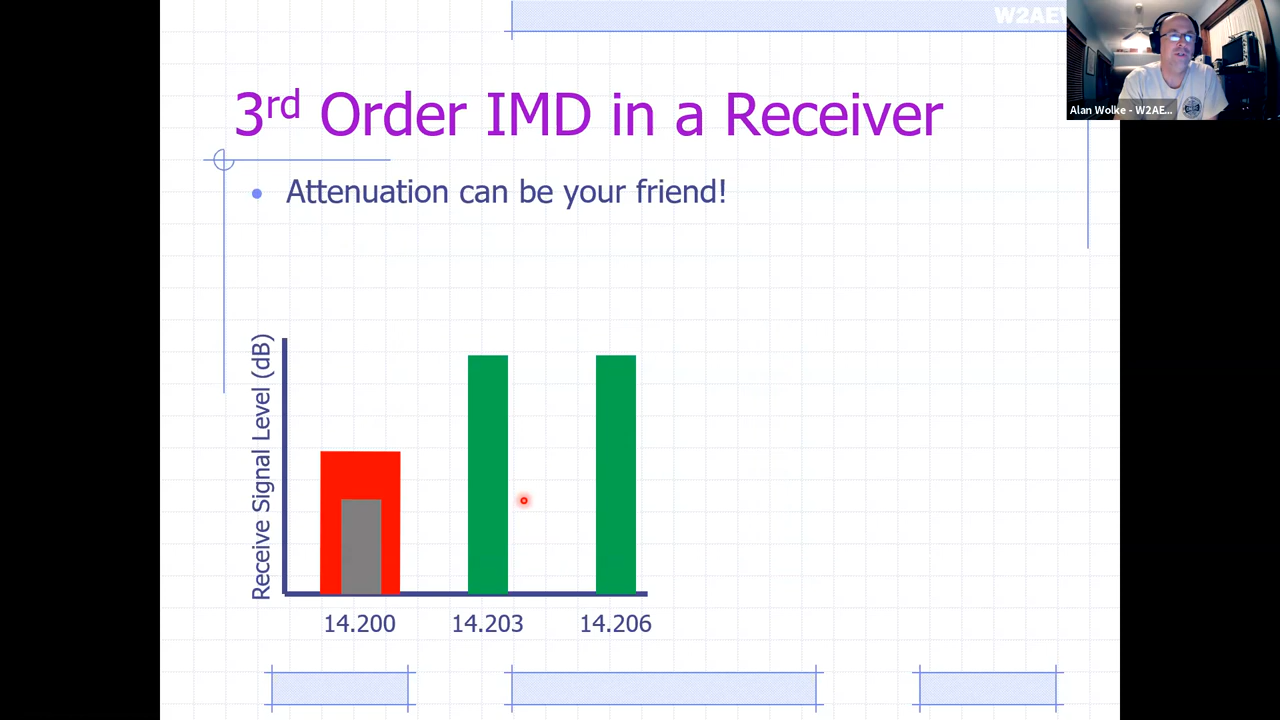 W2AEW
Alan Wolke - W2AE...
3rd Order IMD in a Receiver
• Attenuation can be your friend!
Receive Signal Level (dB)
14.200 14.203 14.206